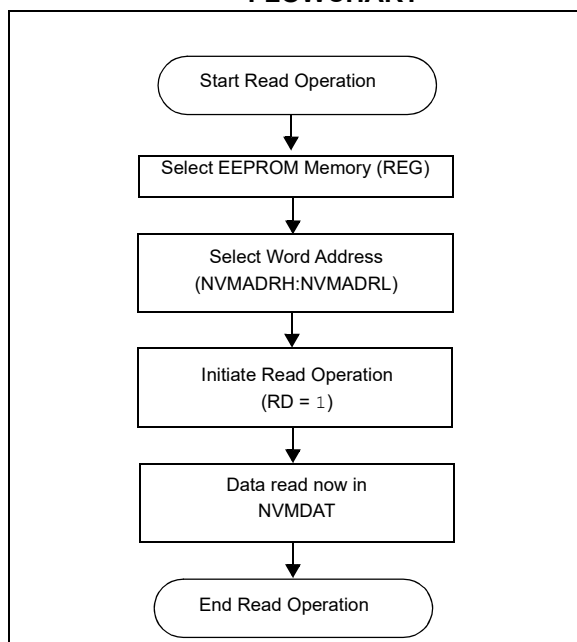 FLOWCHART
Start Read Operation
Select EEPROM Memory (REG)
Select Word Address
(NVMADRH:NVMADRL)
Initiate Read Operation
(RD = 1)
Data read now in
NVMDAT
End Read Operation